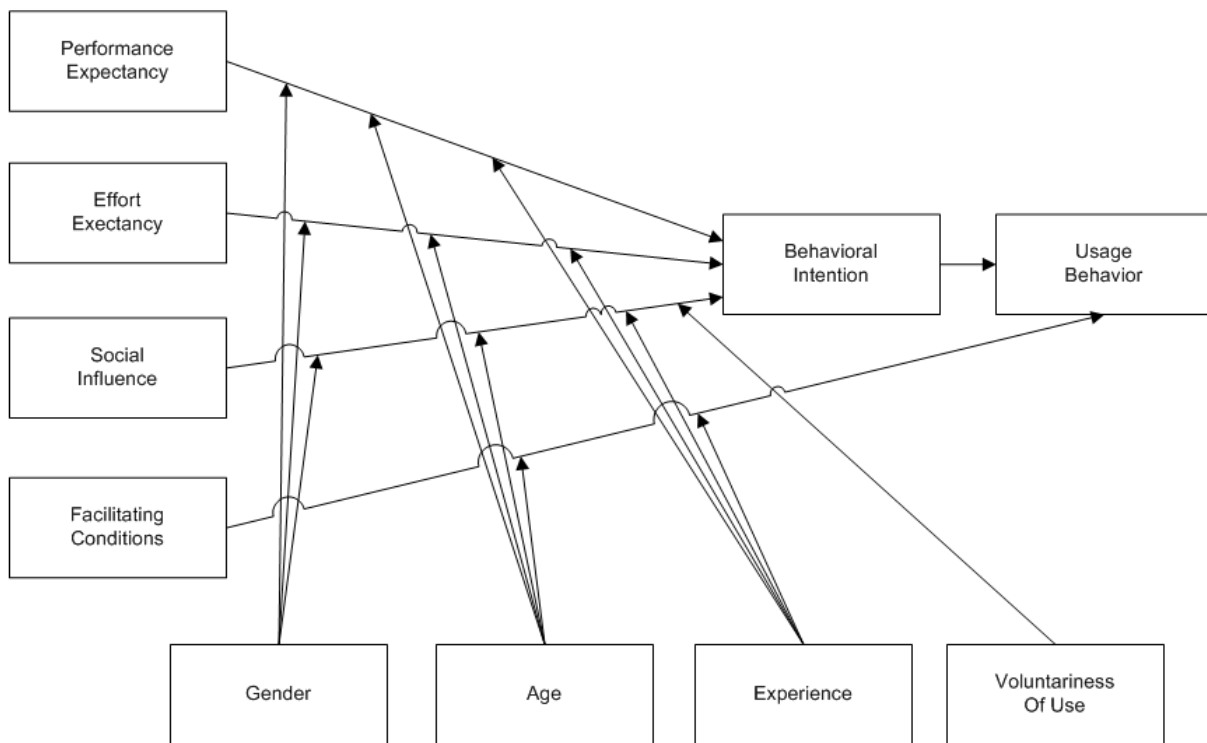 Performance
Expectancy
Effort
Exectancy
Social
Influence
Facilitating
Conditions
Behavioral
Intention
Usage
Behavior
Gender
Age
Experience
Voluntariness
Of Use